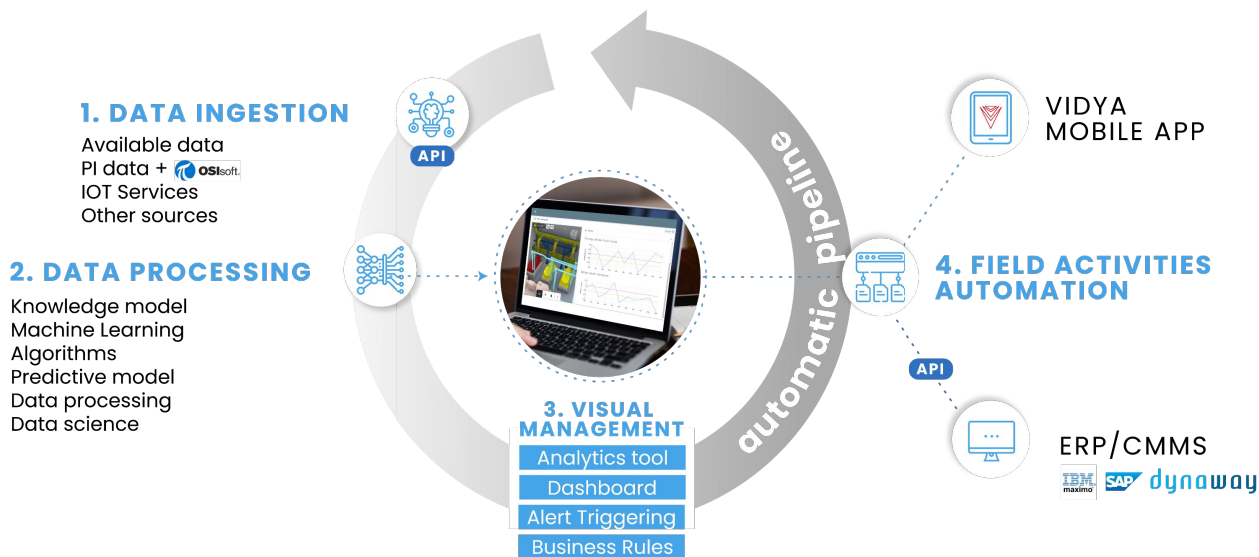 1. DATA INGESTION
Available data
PI data + OSIsoft.
IOT Services
Other sources
API
2. DATA PROCESSING
Knowledge model
Machine Learning
Algorithms
Predictive model
Data processing
Data science
3. VISUAL
MANAGEMENT
Analytics tool
Dashboard
Alert Triggering
Business Rules
automatic pipeline
4. FIELD ACTIVITIES
AUTOMATION
VIDYA
MOBILE APP
API
ERP/CMMS
IBM
maximo
SAP
dynaway